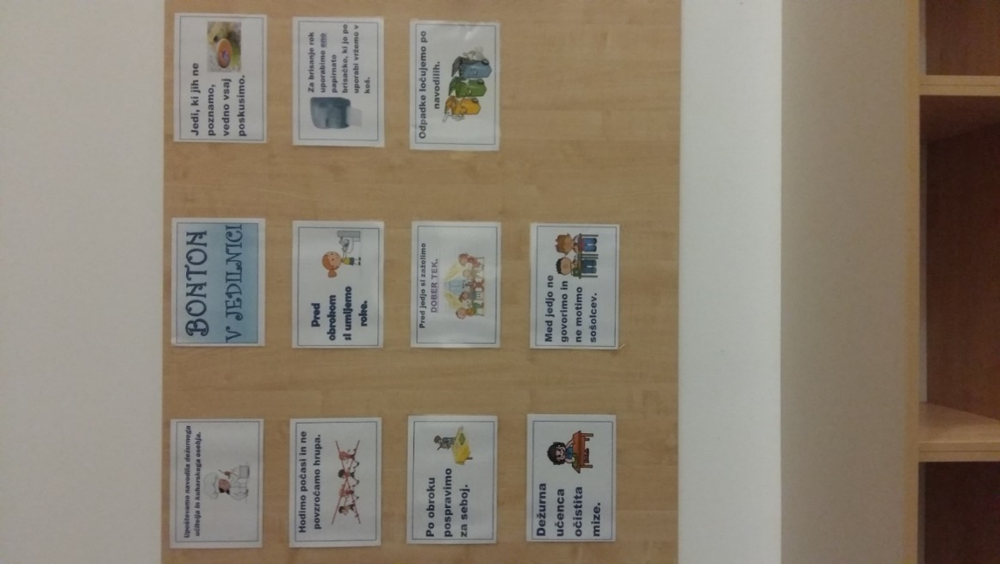 Upoštevamo navodila dežurnega
učitelja in kuharskega osebja.
BONTON
V JEDILNICI
Jedi, ki jih ne
poznamo,
vedno vsaj
poskusimo.
Hodimo počasi in ne
povzročamo hrupa.
Pred
obrokom
si umijemo
roke.
Za brisanje rok
uporabimo eno
papirnato
brisačko, ki jo po
uporabi vržemo v
koš.
Po obroku
pospravimo
za seboj.
Pred jedjo si zaželimo
DOBER TEK.
Odpadke ločujemo po
navodilih.
Dežurna
učenca
očistita
mize.
Med jedjo ne
govorimo in
ne motimo
sošolcev.